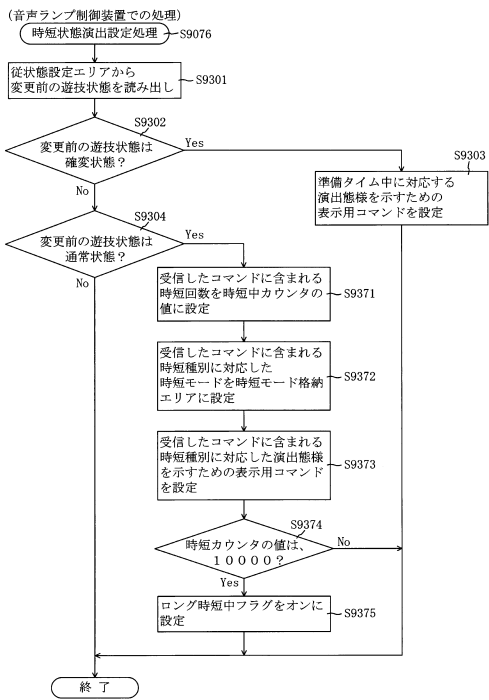 (音声ランプ制御装置での処理)
時短状態演出設定処理
S9076
従状態設定エリアから
変更前の遊技状態を読み出し
S9301
S9302
変更前の遊技状態は
確変状態?
Yes
No
S9303
準備タイム中に対応する
演出態様を示すための
表示用コマンドを設定
S9304
変更前の遊技状態は
通常状態?
Yes
No
受信したコマンドに含まれる
時短回数を時短中カウンタの
値に設定
S9371
受信したコマンドに含まれる
時短種別に対応した
時短モードを時短モード格納
エリアに設定
S9372
受信したコマンドに含まれる
時短種別に対応した演出態様
を示すための表示用コマンド
を設定
S9373
S9374
時短カウンタの値は、
10000?
No
Yes
ロング時短中フラグをオンに
設定
S9375
終了